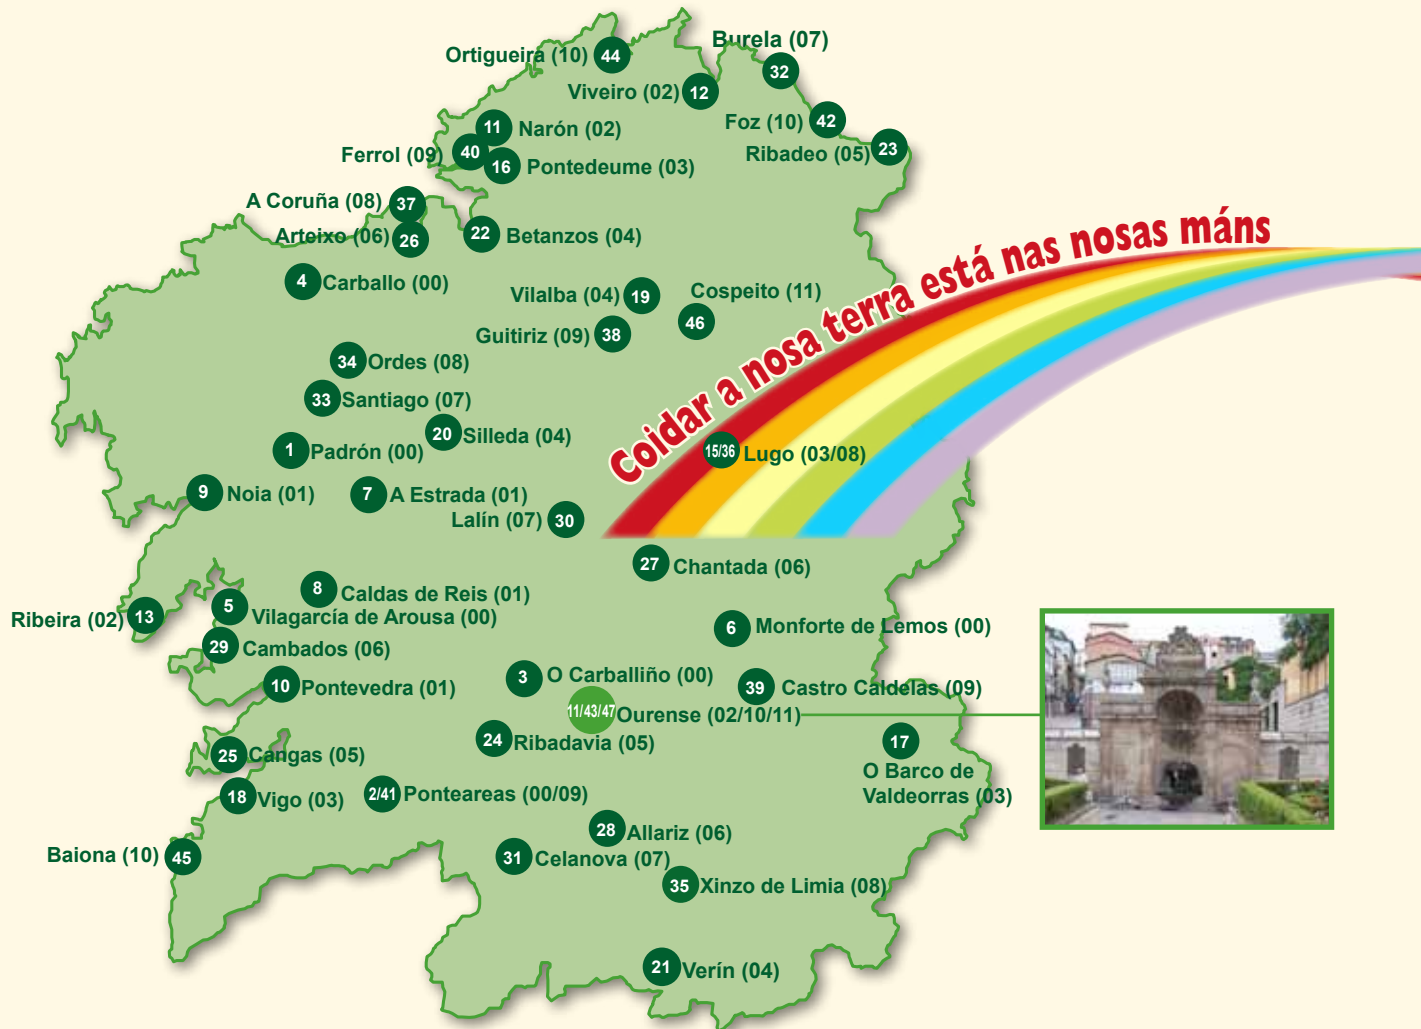 Ortigueira (10) 44
Burela (07)
32
Viveiro (02) 12
Foz (10) 42
Ribadeo (05) 23
11 Narón (02)
Ferrol (09) 40
16 Pontedeume (03)
A Coruña (08) 37
Arteixo (06) 26
22 Betanzos (04)
4 Carballo (00)
Vilalba (04) 19
Cospeito (11)
46
Guitiriz (09) 38
Coidar a nosa terra está nas nosas máns
34 Ordes (08)
33 Santiago (07)
20 Silleda (04)
1 Padrón (00)
15/36 Lugo (03/08)
9 Noia (01)
7 A Estrada (01)
Lalín (07) 30
27 Chantada (06)
8 Caldas de Reis (01)
5 Vilagarcía de Arousa (00)
Ribeira (02) 13
6 Monforte de Lemos (00)
29 Cambados (06)
3 O Carballiño (00)
10 Pontevedra (01)
39 Castro Caldelas (09)
11/43/47 Ourense (02/10/11)
24 Ribadavia (05)
17
O Barco de
Valdeorras (03)
25 Cangas (05)
18 Vigo (03)
2/41 Ponteareas (00/09)
28 Allariz (06)
Baiona (10) 45
31 Celanova (07)
35 Xinzo de Limia (08)
21 Verín (04)